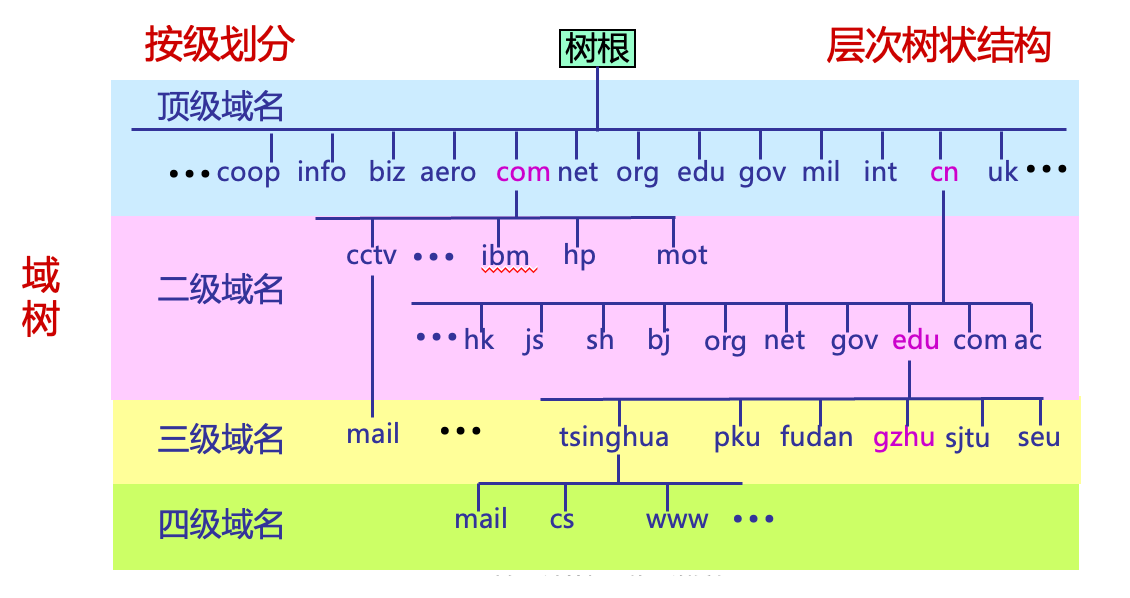 按级划分
树根
层次树状结构
顶级域名
••• coop info biz aero com net org edu gov mil int cn uk •••
域树
二级域名
cctv ••• ibm hp mot
••• hk js sh bj org net gov edu com ac
三级域名
mail ••• tsinghua pku fudan gzhu sjtu seu
四级域名
mail cs www •••